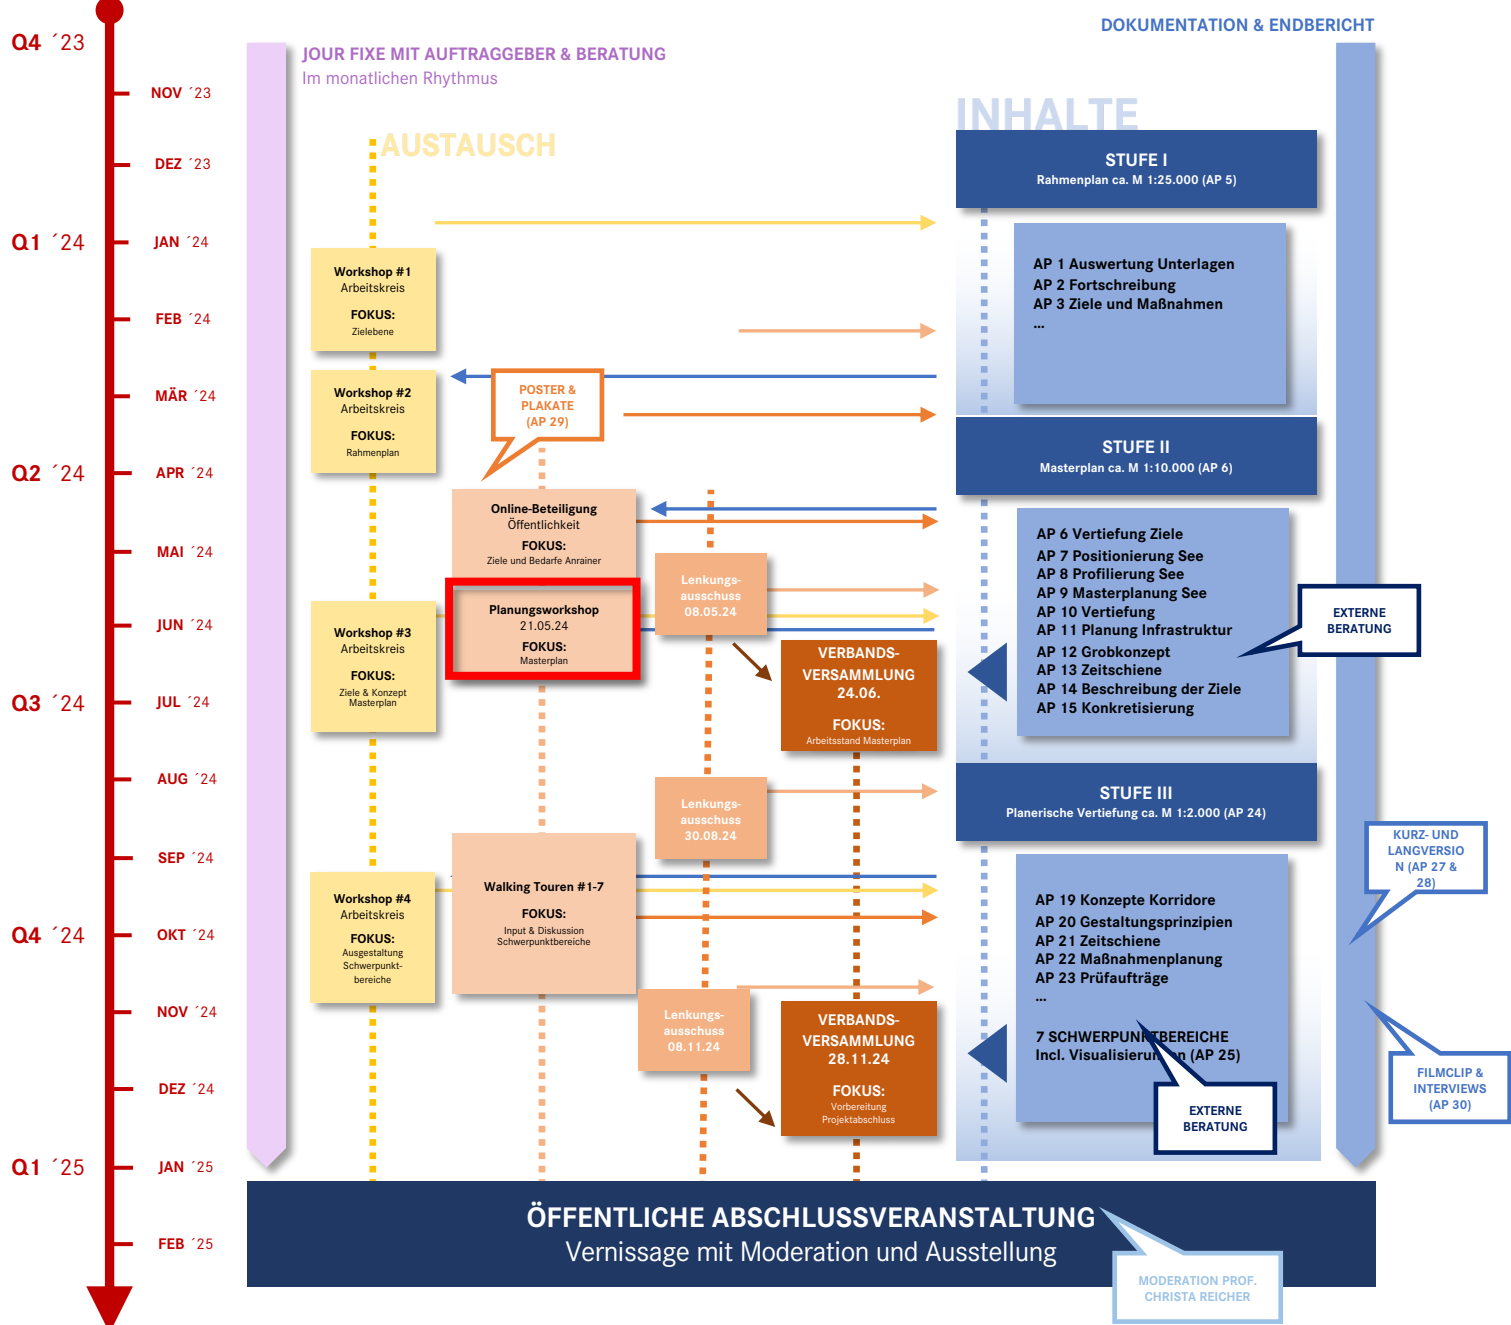 DOKUMENTATION & ENDBERICHT
Q4 ´23
JOUR FIXE MIT AUFTRAGGEBER & BERATUNG
Im monatlichen Rhythmus
NOV ´23
INHALTE
AUSTAUSCH
DEZ ´23
STUFE I
Rahmenplan ca. M 1:25.000 (AP 5)
Q1 ´24
JAN ´24
Workshop #1
Arbeitskreis
FOKUS:
Zielebene
AP 1 Auswertung Unterlagen
AP 2 Fortschreibung
AP 3 Ziele und Maßnahmen
...
FEB ´24
MÄR ´24
Workshop #2
Arbeitskreis
FOKUS:
Rahmenplan
POSTER &
PLAKATE
(AP 29)
STUFE II
Masterplan ca. M 1:10.000 (AP 6)
Q2 ´24
APR ´24
Online-Beteiligung
Öffentlichkeit
FOKUS:
Ziele und Bedarfe Anrainer
MAI ´24
Lenkungs-
ausschuss
08.05.24
AP 6 Vertiefung Ziele
AP 7 Positionierung See
AP 8 Profilierung See
AP 9 Masterplanung See
AP 10 Vertiefung
AP 11 Planung Infrastruktur
AP 12 Grobkonzept
AP 13 Zeitschiene
AP 14 Beschreibung der Ziele
AP 15 Konkretisierung
EXTERNE
BERATUNG
Planungsworkshop
21.05.24
FOKUS:
Masterplan
JUN ´24
Workshop #3
Arbeitskreis
FOKUS:
Ziele & Konzept
Masterplan
VERBANDS-
VERSAMMLUNG
24.06.
FOKUS:
Arbeitsstand Masterplan
Q3 ´24
JUL ´24
AUG ´24
Lenkungs-
ausschuss
30.08.24
STUFE III
Planerische Vertiefung ca. M 1:2.000 (AP 24)
SEP ´24
KURZ- UND
LANGVERSIO
N (AP 27 &
28)
Walking Touren #1-7
FOKUS:
Input & Diskussion
Schwerpunktbereiche
Workshop #4
Arbeitskreis
FOKUS:
Ausgestaltung
Schwerpunkt-
bereiche
AP 19 Konzepte Korridore
AP 20 Gestaltungsprinzipien
AP 21 Zeitschiene
AP 22 Maßnahmenplanung
AP 23 Prüfaufträge
...
7 SCHWERPUNKTBEREICHE
Incl. Visualisierungen (AP 25)
Q4 ´24
OKT ´24
NOV ´24
Lenkungs-
ausschuss
08.11.24
VERBANDS-
VERSAMMLUNG
28.11.24
FOKUS:
Vorbereitung
Projektabschluss
FILMCLIP &
INTERVIEWS
(AP 30)
EXTERNE
BERATUNG
DEZ ´24
Q1 ´25
JAN ´25
ÖFFENTLICHE ABSCHLUSSVERANSTALTUNG
Vernissage mit Moderation und Ausstellung
FEB ´25
MODERATION PROF.
CHRISTA REICHER